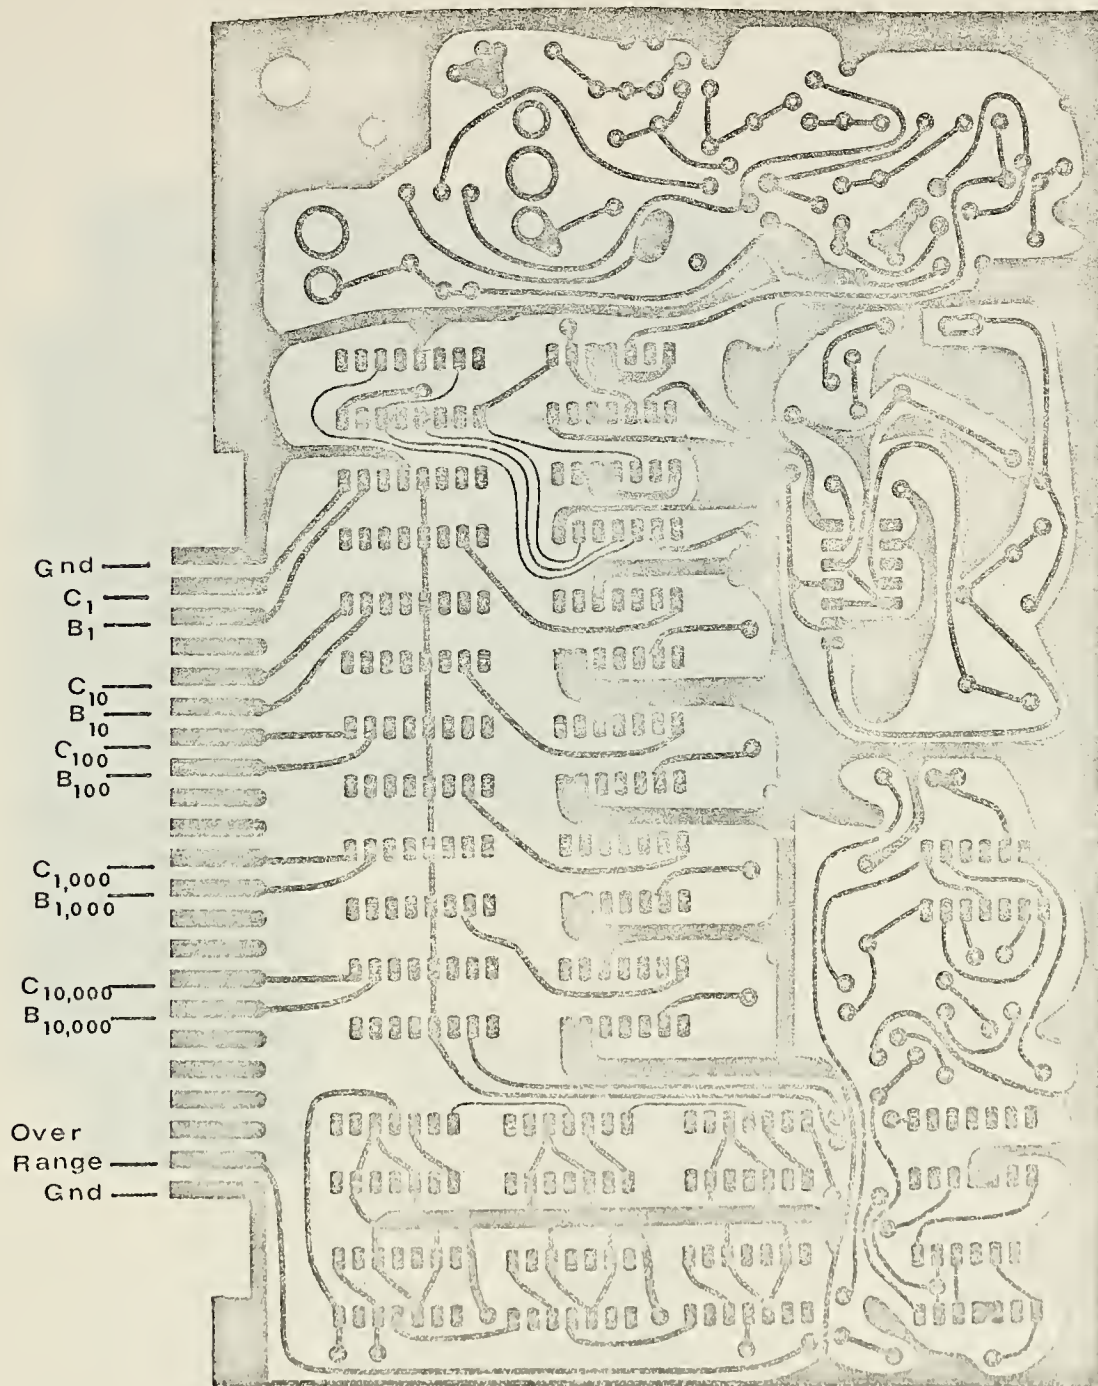 Gnd
C₁
B₁
C₁₀
B₁₀
C₁₀₀
B₁₀₀
C₁,₀₀₀
B₁,₀₀₀
C₁₀,₀₀₀
B₁₀,₀₀₀
Over
Range
Gnd